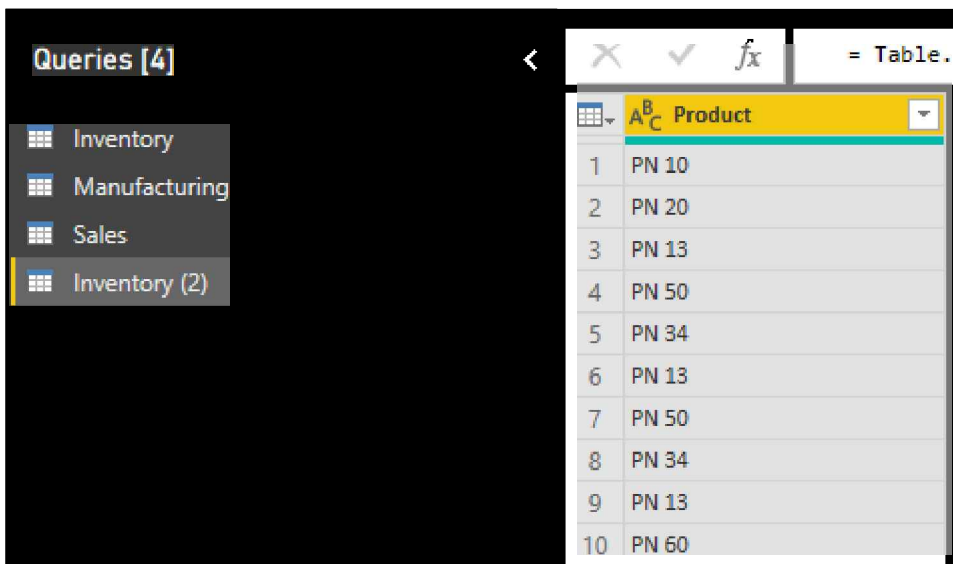 Queries [4]
Inventory
Manufacturing
Sales
Inventory (2)
fx = Table.
ABC Product
1 PN 10
2 PN 20
3 PN 13
4 PN 50
5 PN 34
6 PN 13
7 PN 50
8 PN 34
9 PN 13
10 PN 60